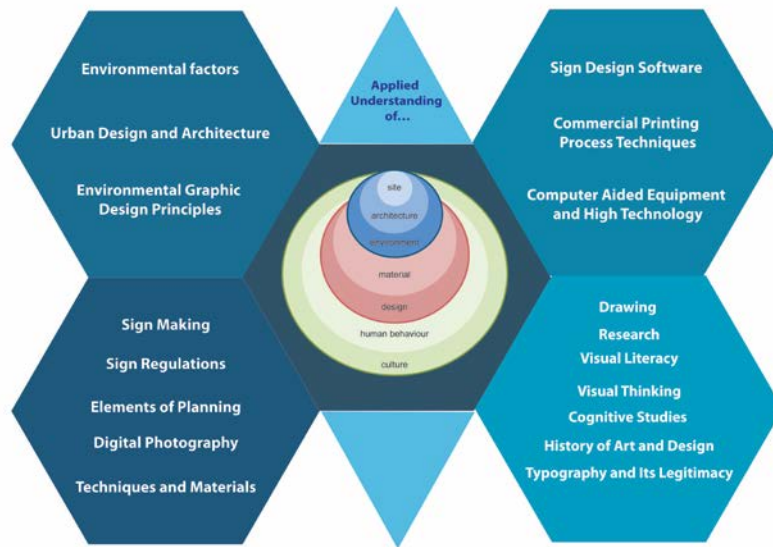 Environmental factors
Urban Design and Architecture
Environmental Graphic
Design Principles
Applied
Understanding
of...
Sign Design Software
Commercial Printing
Process Techniques
Computer Aided Equipment
and High Technology
site
architecture
environment
material
design
human behaviour
culture
Sign Making
Sign Regulations
Elements of Planning
Digital Photography
Techniques and Materials
Drawing
Research
Visual Literacy
Visual Thinking
Cognitive Studies
History of Art and Design
Typography and Its Legitimacy